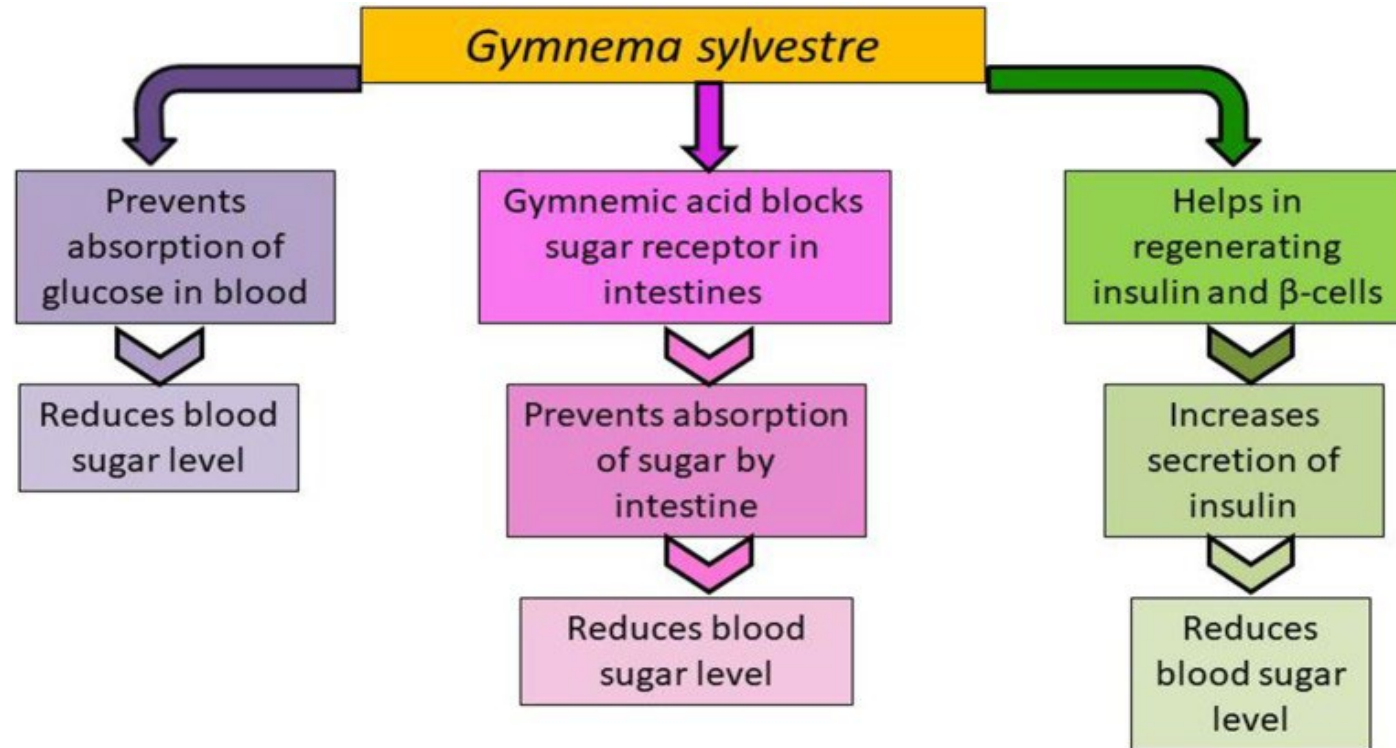 Gymnema sylvestre
Prevents
absorption of
glucose in blood
Reduces blood
sugar level
Gymnemic acid blocks
sugar receptor in
intestines
Prevents absorption
of sugar by
intestine
Reduces blood
sugar level
Helps in
regenerating
insulin and β-cells
Increases
secretion of
insulin
Reduces
blood sugar
level